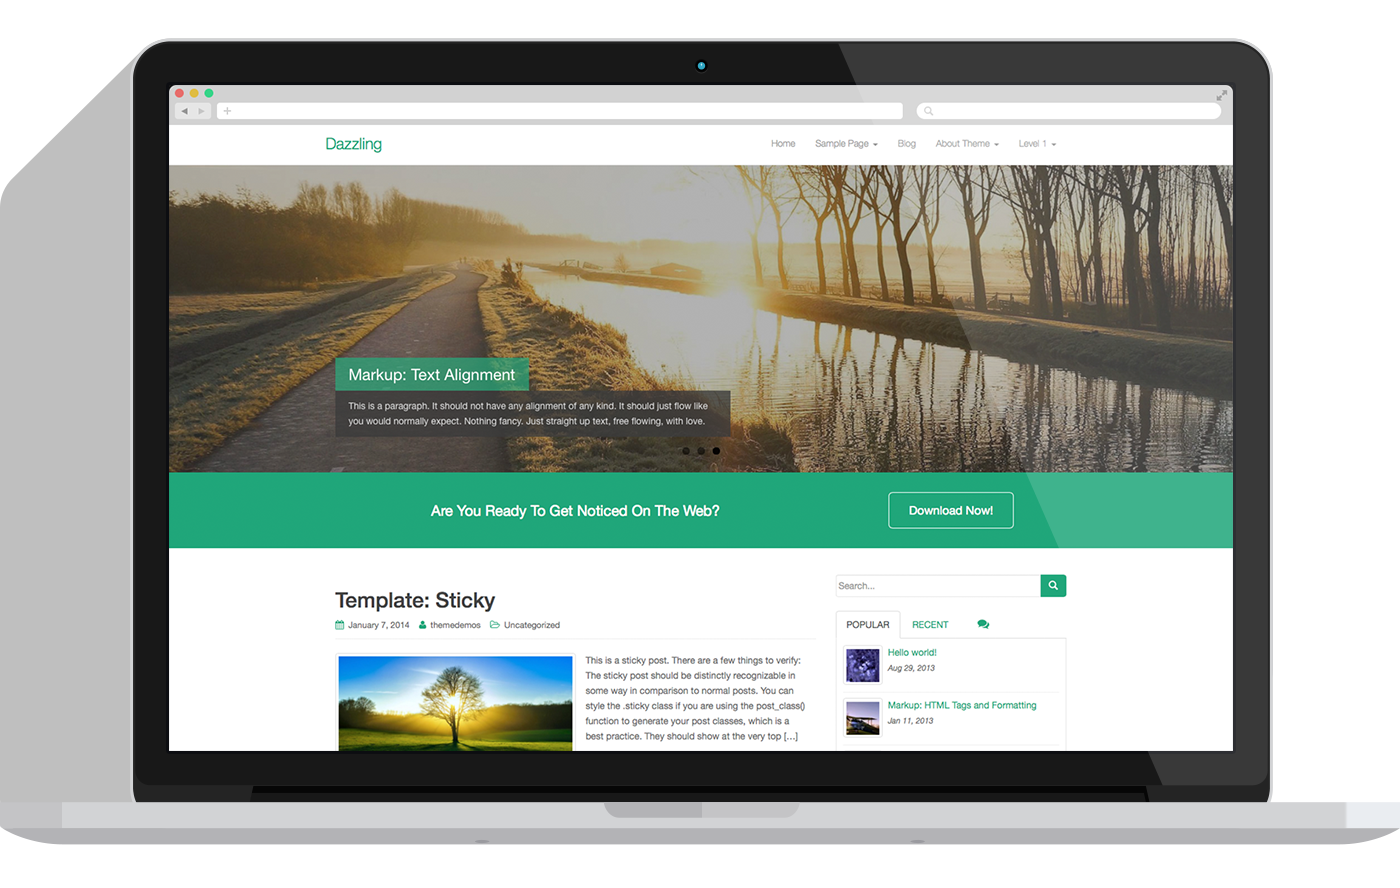 Dazzling
Home Sample Page Blog About Theme Level 1
Markup: Text Alignment
This is a paragraph. It should not have any alignment of any kind. It should just flow like
you would normally expect. Nothing fancy. Just straight up text, free flowing, with love.
Are You Ready To Get Noticed On The Web?
Download Now!
Template: Sticky
January 7, 2014 themedemos Uncategorized
This is a sticky post. There are a few things to verify:
The sticky post should be distinctly recognizable in
some way in comparison to normal posts. You can
style the .sticky class if you are using the post_class()
function to generate your post classes, which is a
best practice. They should show at the very top [...]
Search...
POPULAR RECENT
Hello world!
Aug 29, 2013
Markup: HTML Tags and Formatting
Jan 11, 2013